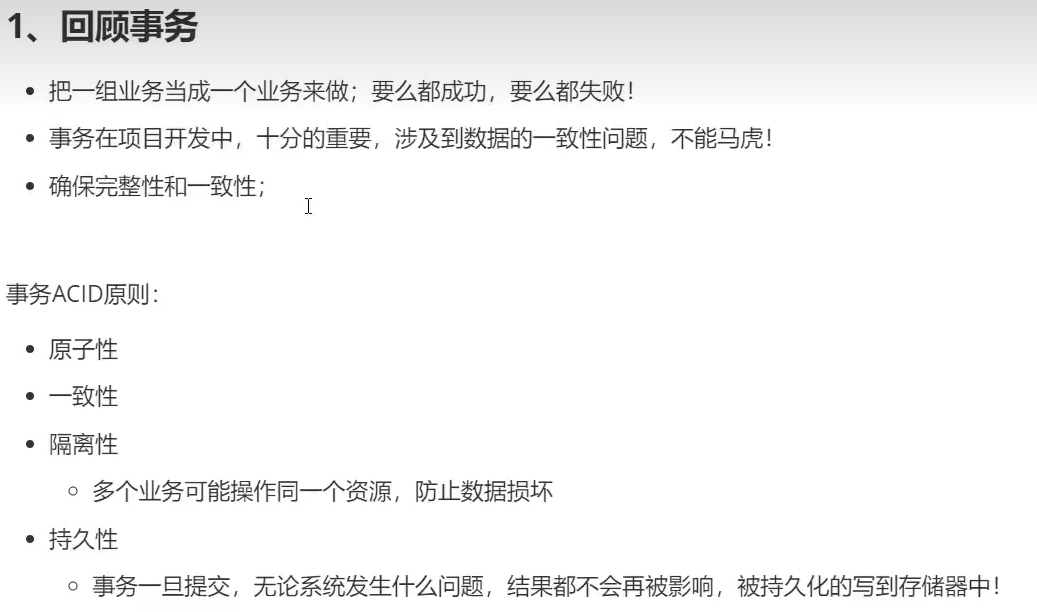 1、回顾事务
把一组业务当成一个业务来做；要么都成功，要么都失败！
事务在项目开发中，十分的重要，涉及到数据的一致性问题，不能马虎！
确保完整性和一致性；
事务ACID原则：
原子性
一致性
隔离性
多个业务可能操作同一个资源，防止数据损坏
持久性
事务一旦提交，无论系统发生什么问题，结果都不会再被影响，被持久化的写到存储器中！